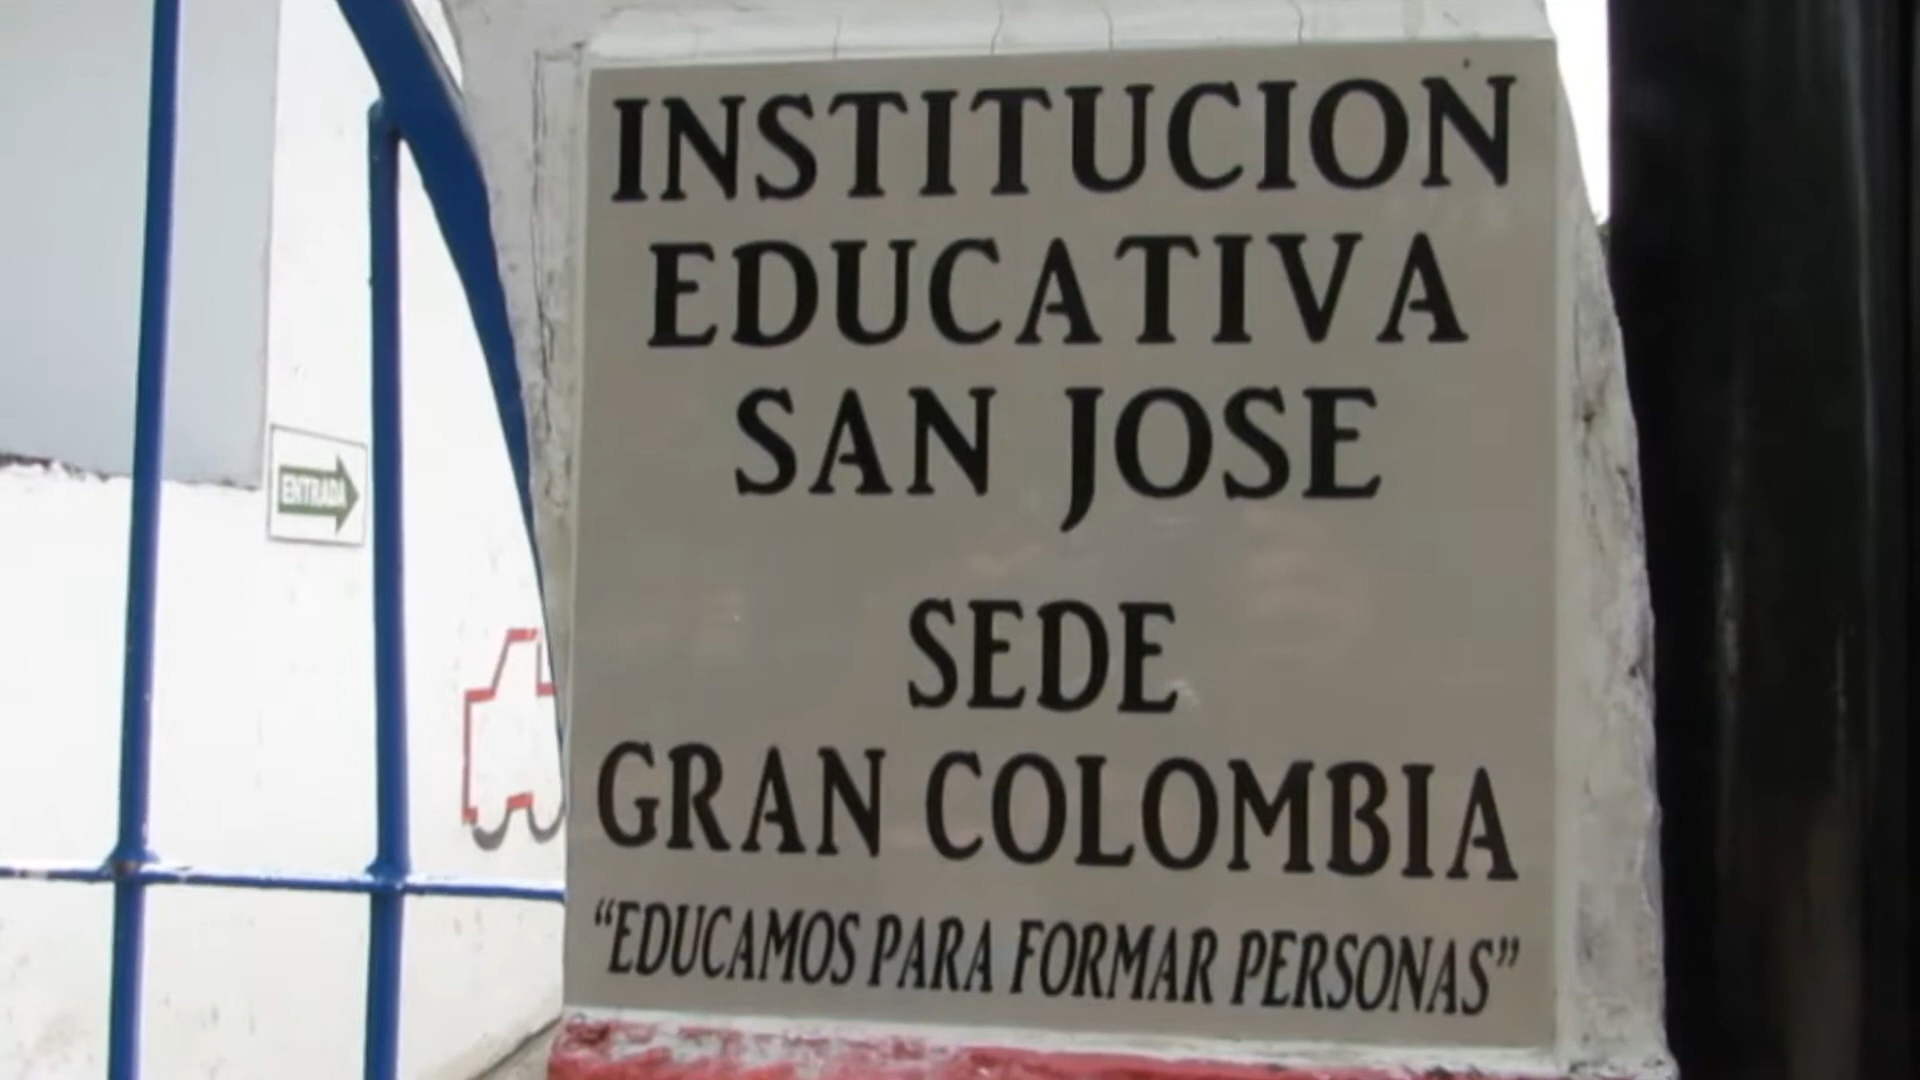 INSTITUCION
EDUCATIVA
SAN JOSE
SEDE
GRAN COLOMBIA
“EDUCAMOS PARA FORMAR PERSONAS”
ENTRADA